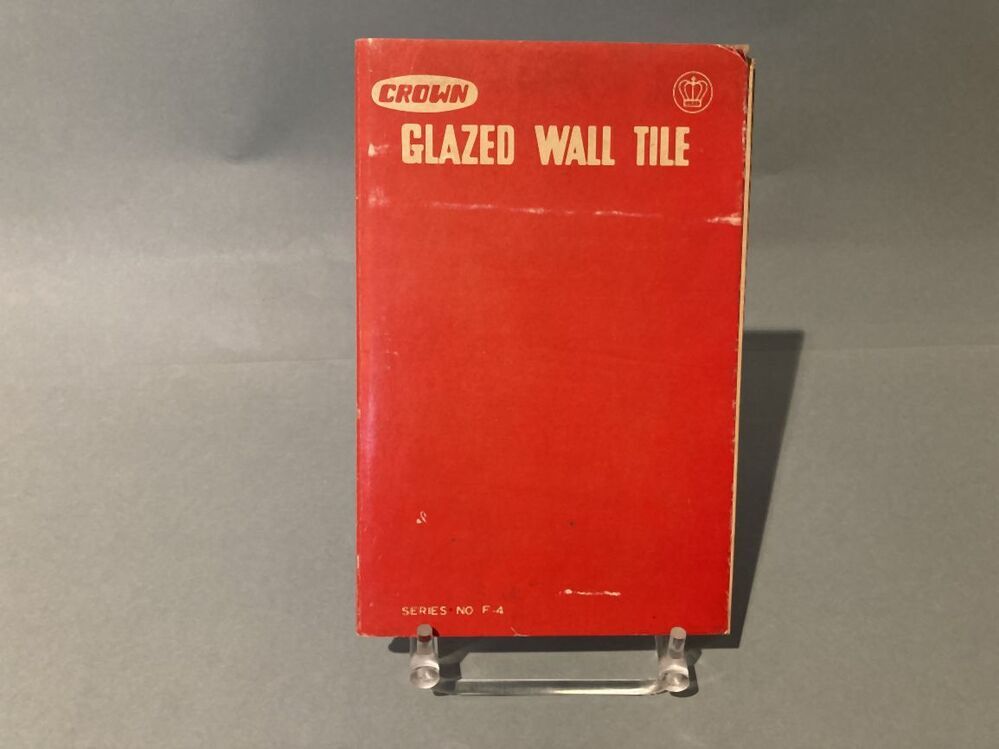 CROWN
GLAZED WALL TILE
SERIES NO F-4